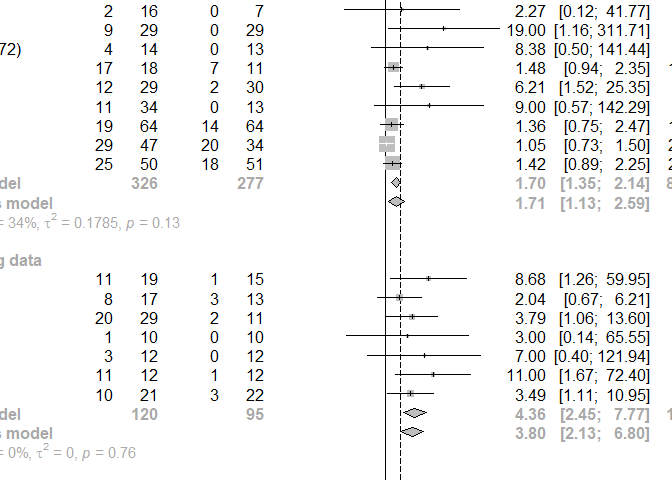 2 16 0 7 2.27 [0.12; 41.77]
9 29 0 29 19.00 [1.16; 311.71]
72) 4 14 0 13 8.38 [0.50; 141.44]
17 18 7 11 1.48 [0.94; 2.35]
12 29 2 30 6.21 [1.52; 25.35]
11 34 0 13 9.00 [0.57; 142.29]
19 64 14 64 1.36 [0.75; 2.47]
29 47 20 34 1.05 [0.73; 1.50]
25 50 18 51 1.42 [0.89; 2.25]
del 326 277 1.70 [1.35; 2.14]
s model 1.71 [1.13; 2.59]
= 34%, τ² = 0.1785, p = 0.13
g data
11 19 1 15 8.68 [1.26; 59.95]
8 17 3 13 2.04 [0.67; 6.21]
20 29 2 11 3.79 [1.06; 13.60]
1 10 0 10 3.00 [0.14; 65.55]
3 12 0 12 7.00 [0.40; 121.94]
11 12 1 12 11.00 [1.67; 72.40]
10 21 3 22 3.49 [1.11; 10.95]
del 120 95 4.36 [2.45; 7.77]
s model 3.80 [2.13; 6.80]
= 0%, τ² = 0, p = 0.76